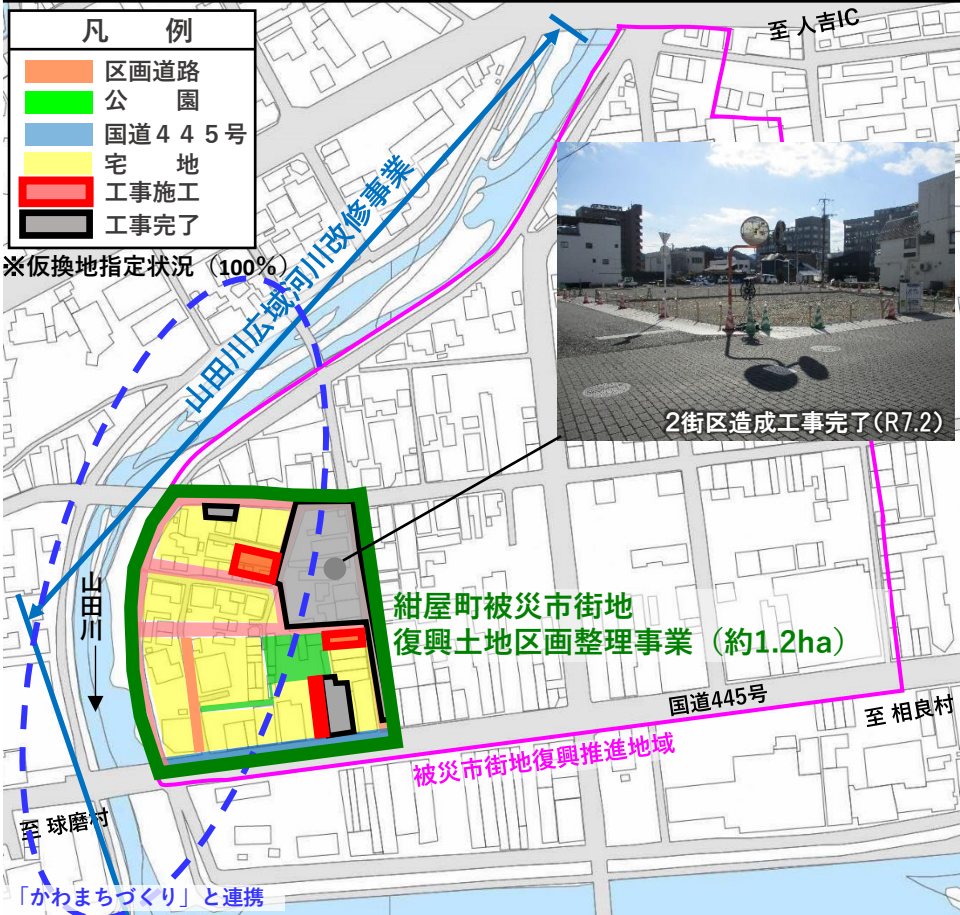 凡 例
区画道路
公 園
国道４４５号
宅 地
工事施工
工事完了
※仮換地指定状況（100%）
至 人吉IC
山田川広域河川改修事業
2街区造成工事完了(R7.2)
山田川
紺屋町被災市街地
復興土地区画整理事業（約1.2ha）
国道445号
至 相良村
被災市街地復興推進地域
至 球磨村
「かわまちづくり」と連携